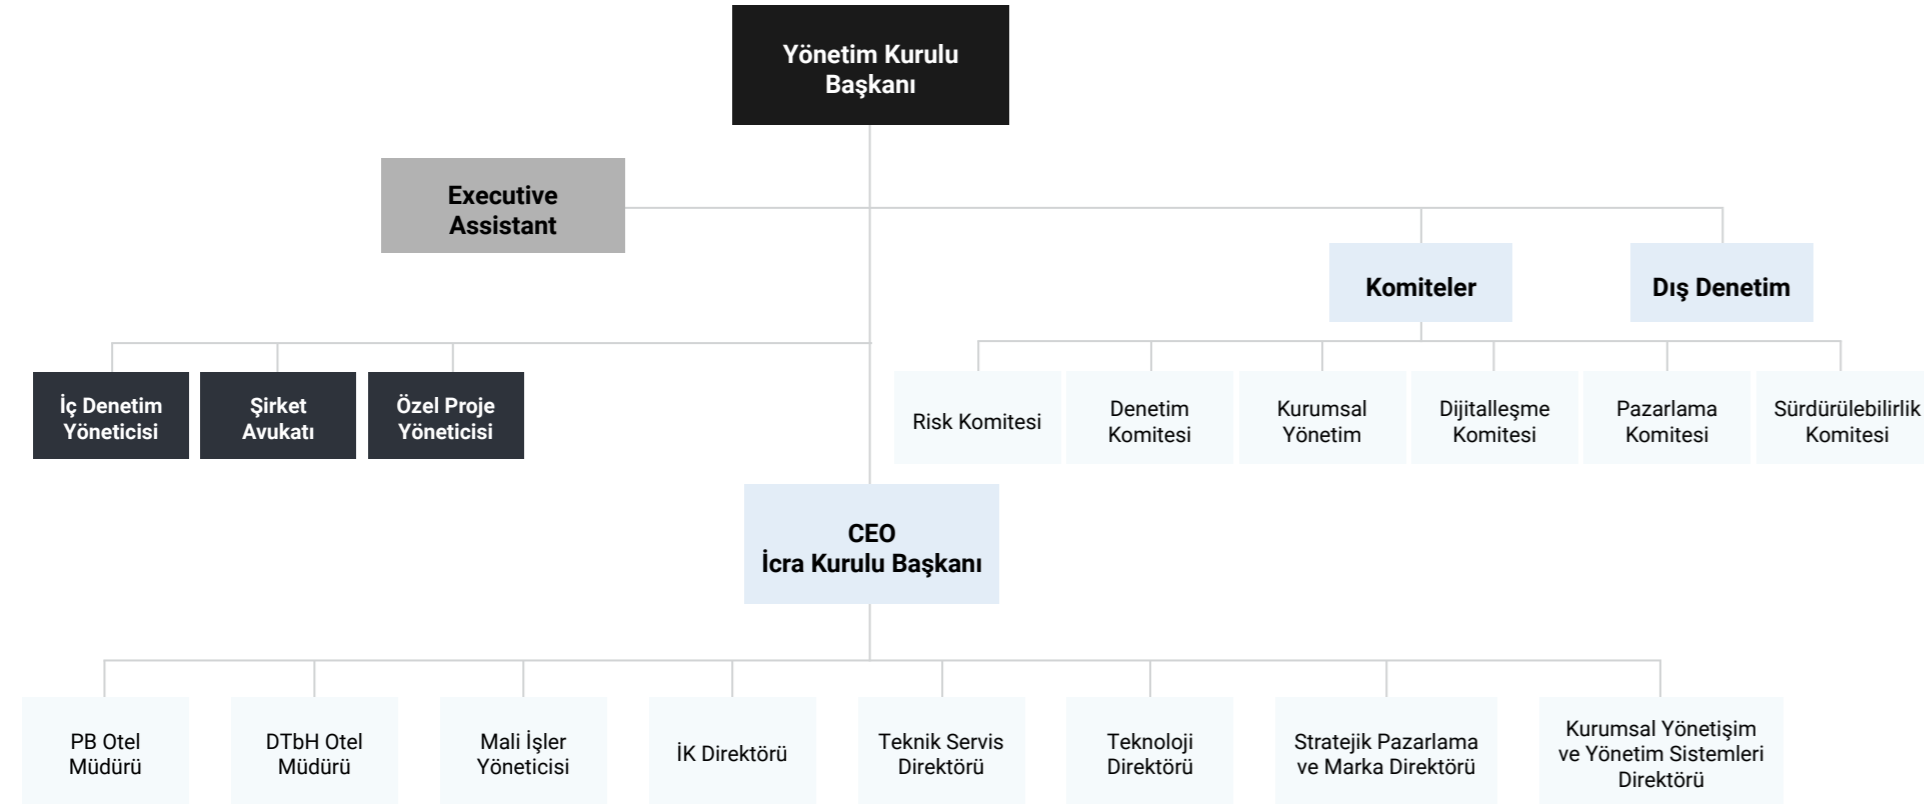 Yönetim Kurulu
Başkanı
Executive
Assistant
Komiteler
Dış Denetim
İç Denetim
Yöneticisi
Şirket
Avukatı
Özel Proje
Yöneticisi
Risk Komitesi
Denetim
Komitesi
Kurumsal
Yönetim
Dijitalleşme
Komitesi
Pazarlama
Komitesi
Sürdürülebilirlik
Komitesi
CEO
İcra Kurulu Başkanı
PB Otel
Müdürü
DTbH Otel
Müdürü
Mali İşler
Yöneticisi
İK Direktörü
Teknik Servis
Direktörü
Teknoloji
Direktörü
Stratejik Pazarlama
ve Marka Direktörü
Kurumsal Yönetişim
ve Yönetim Sistemleri
Direktörü